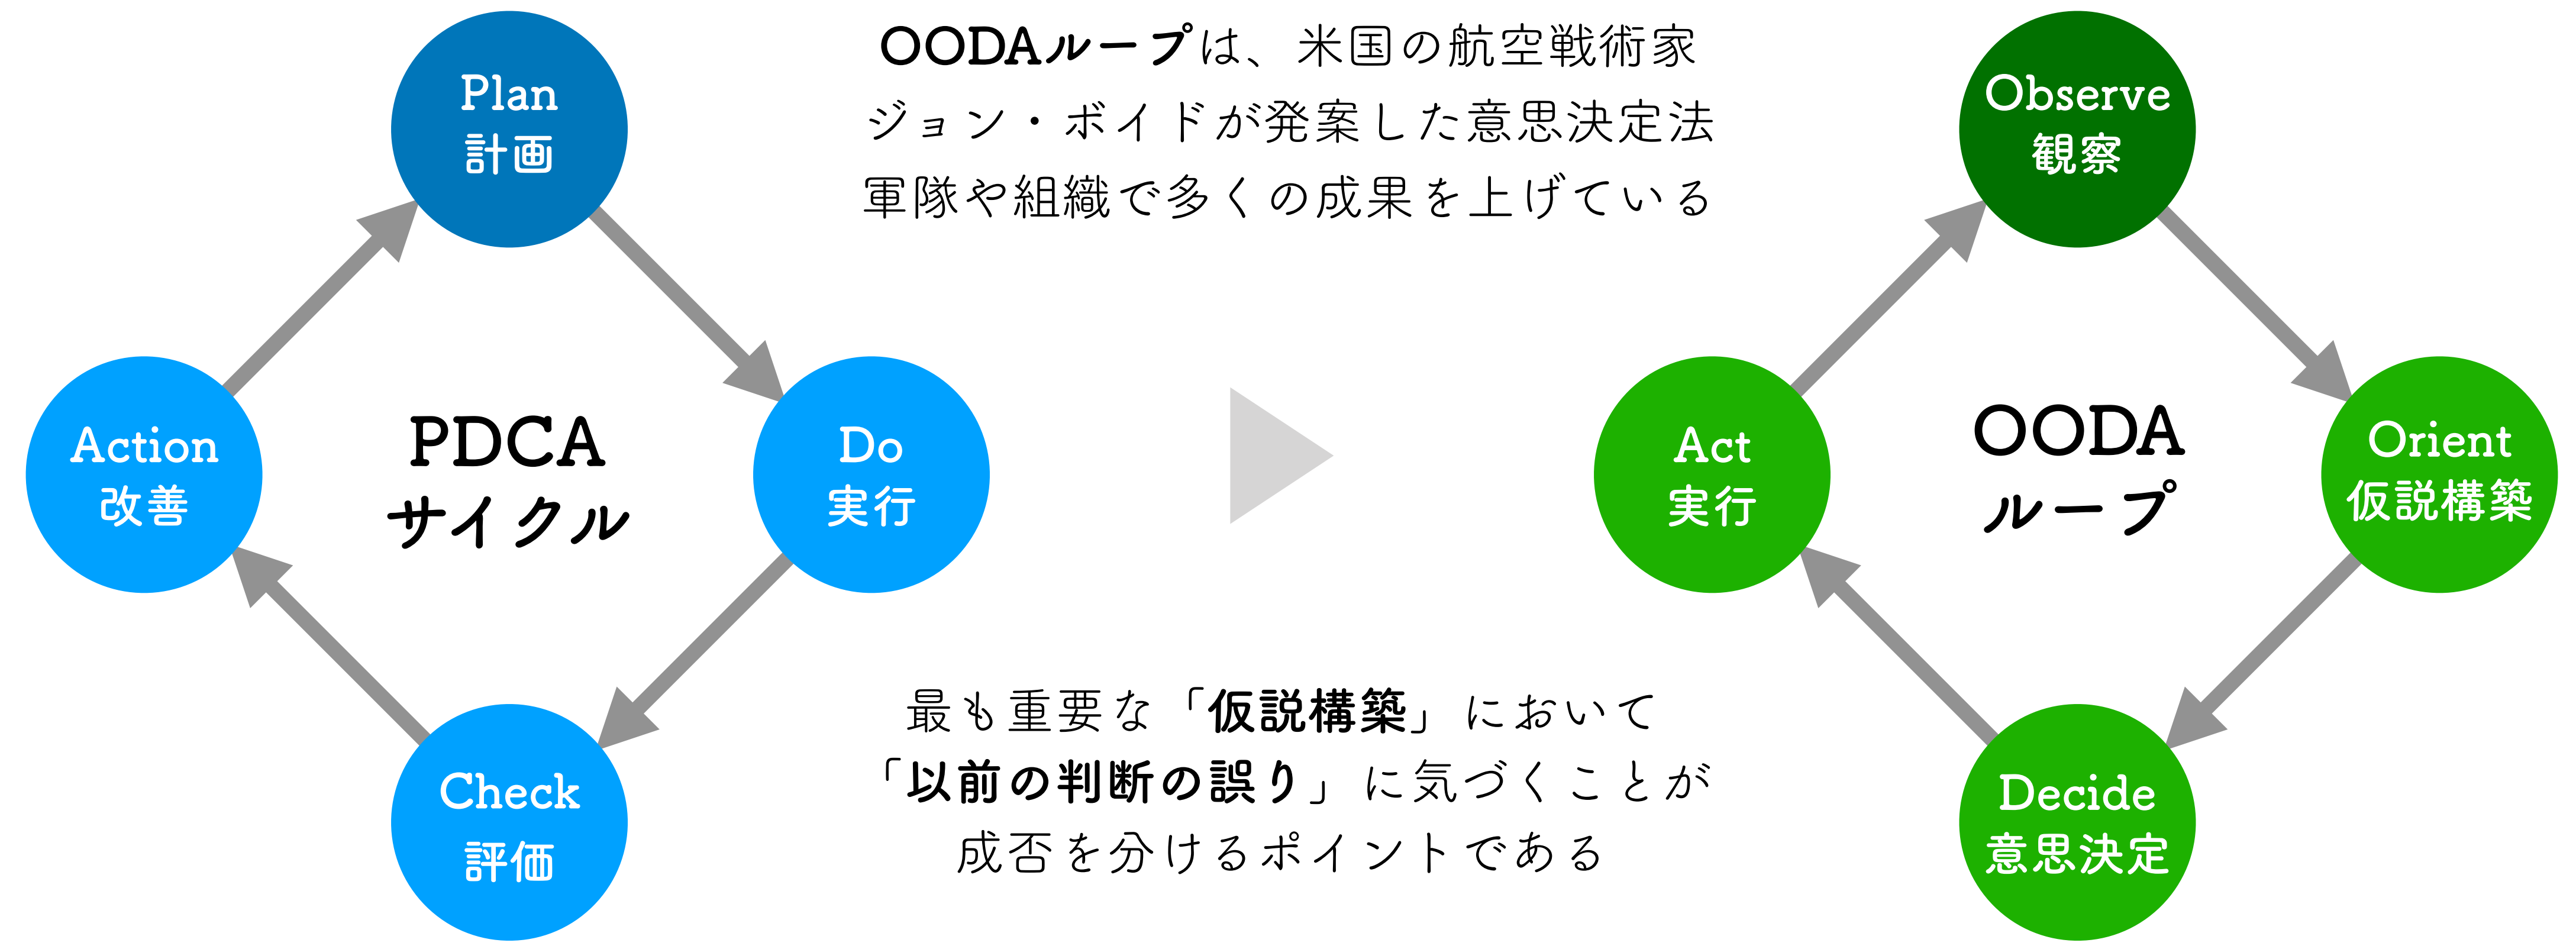 Plan
計画
Do
実行
Check
評価
Action
改善
PDCA
サイクル
OODAループは、米国の航空戦術家
ジョン・ボイドが発案した意思決定法
軍隊や組織で多くの成果を上げている
最も重要な「仮説構築」において
「以前の判断の誤り」に気づくことが
成否を分けるポイントである
Observe
観察
Orient
仮説構築
Decide
意思決定
Act
実行
OODA
ループ